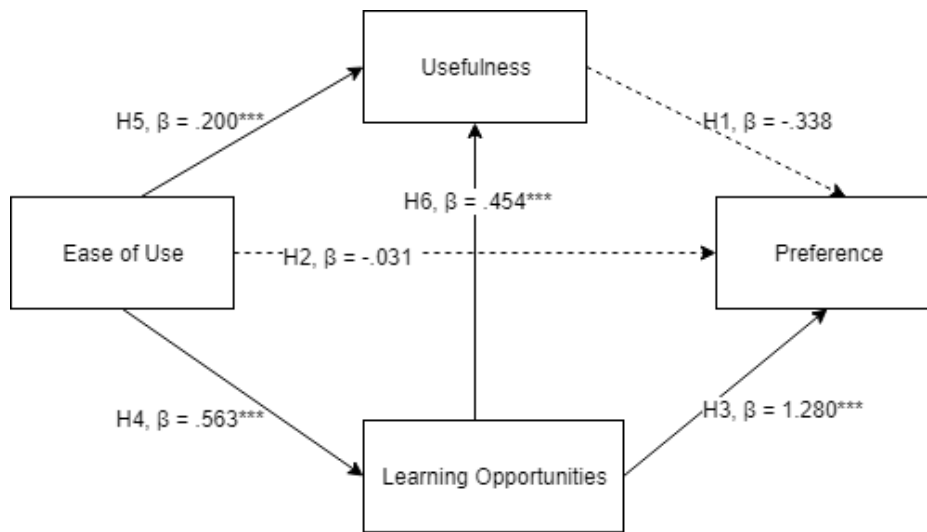 Usefulness
H5, β = .200***
H1, β = -.338
H6, β = .454***
Ease of Use
H2, β = -.031
Preference
H4, β = .563***
H3, β = 1.280***
Learning Opportunities